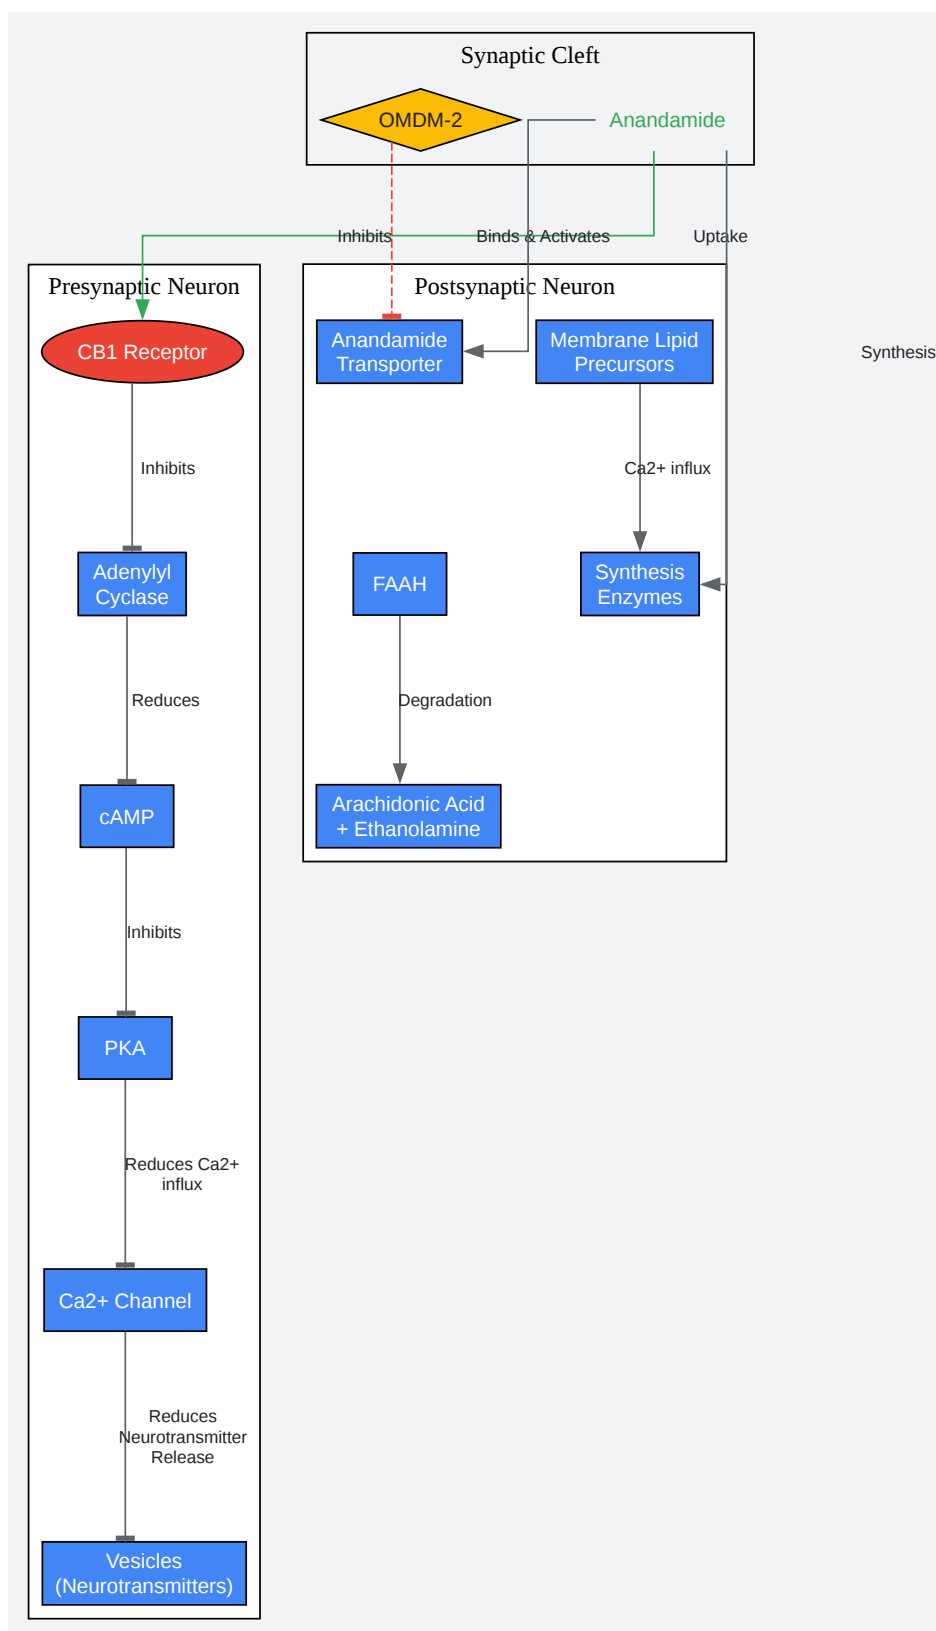 Synaptic Cleft
OMDM-2
Anandamide
Inhibits
Binds & Activates
Uptake
Presynaptic Neuron
Postsynaptic Neuron
CB1 Receptor
Anandamide
Transporter
Membrane Lipid
Precursors
Synthesis
Inhibits
Ca2+ influx
Adenylyl
Cyclase
FAAH
Synthesis
Enzymes
Reduces
Degradation
cAMP
Arachidonic Acid
+ Ethanolamine
Inhibits
PKA
Reduces Ca2+
influx
Ca2+ Channel
Reduces
Neurotransmitter
Release
Vesicles
(Neurotransmitters)